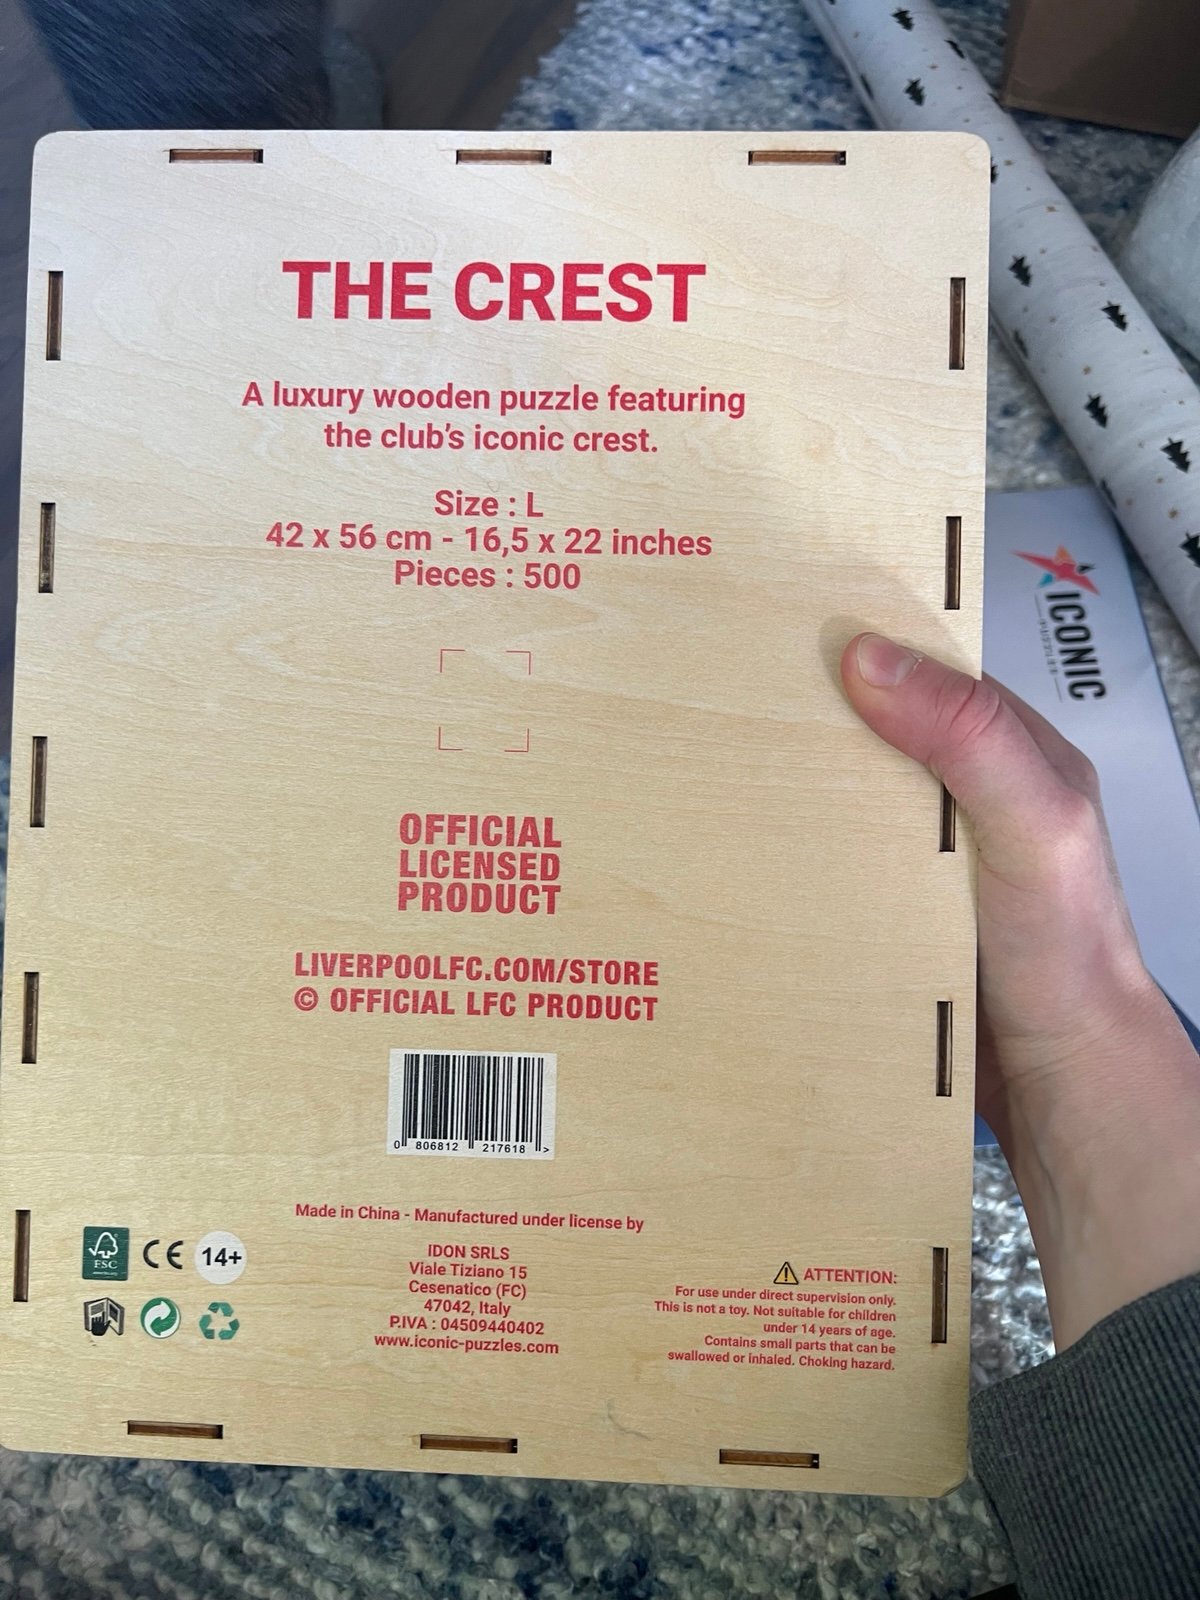 THE CREST
A luxury wooden puzzle featuring
the club's iconic crest.
Size : L
42 x 56 cm - 16,5 x 22 inches
Pieces : 500
OFFICIAL
LICENSED
PRODUCT
LIVERPOOLFC.COM/STORE
© OFFICIAL LFC PRODUCT
0 806812 217618 >
Made in China - Manufactured under license by
IDON SRLS
Viale Tiziano 15
Cesenatico (FC)
47042, Italy
P.IVA : 04509440402
www.iconic-puzzles.com
FSC
CE 14+
ATTENTION:
For use under direct supervision only.
This is not a toy. Not suitable for children
under 14 years of age.
Contains small parts that can be
swallowed or inhaled. Choking hazard.
ICONIC